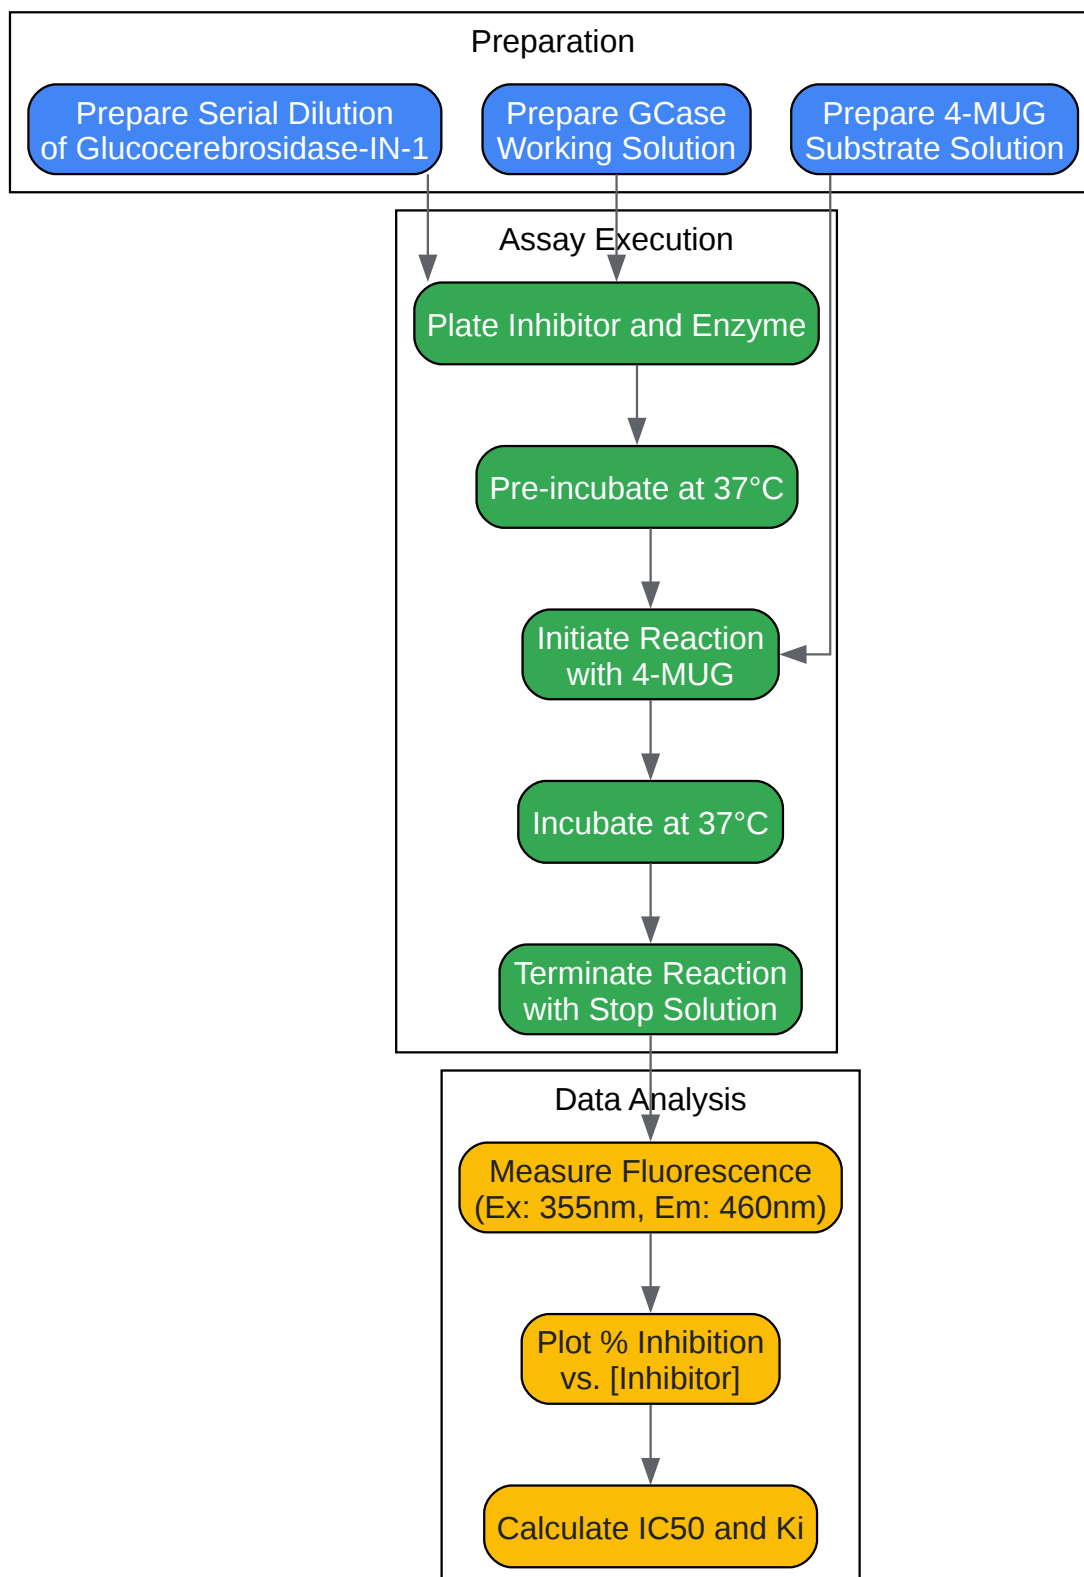 Preparation
Prepare Serial Dilution
of Glucocerebrosidase-IN-1
Prepare GCase
Working Solution
Prepare 4-MUG
Substrate Solution
Assay Execution
Plate Inhibitor and Enzyme
Pre-incubate at 37°C
Initiate Reaction
with 4-MUG
Incubate at 37°C
Terminate Reaction
with Stop Solution
Data Analysis
Measure Fluorescence
(Ex: 355nm, Em: 460nm)
Plot % Inhibition
vs. [Inhibitor]
Calculate IC50 and Ki